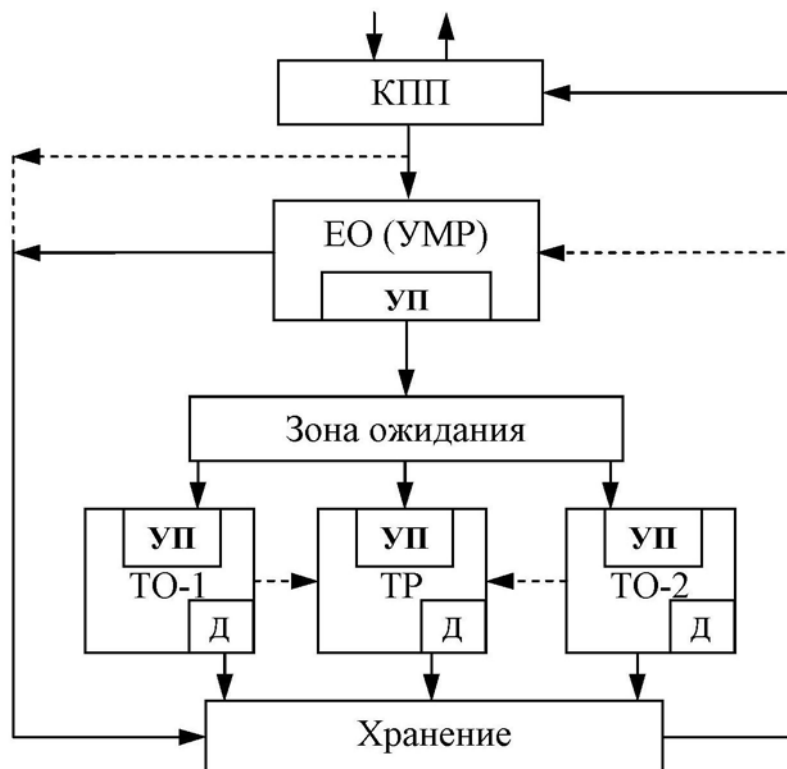 КПП
ЕО (УМР)
УП
Зона ожидания
УП УП УП
ТО-1 ТР ТО-2
Д Д Д
Хранение